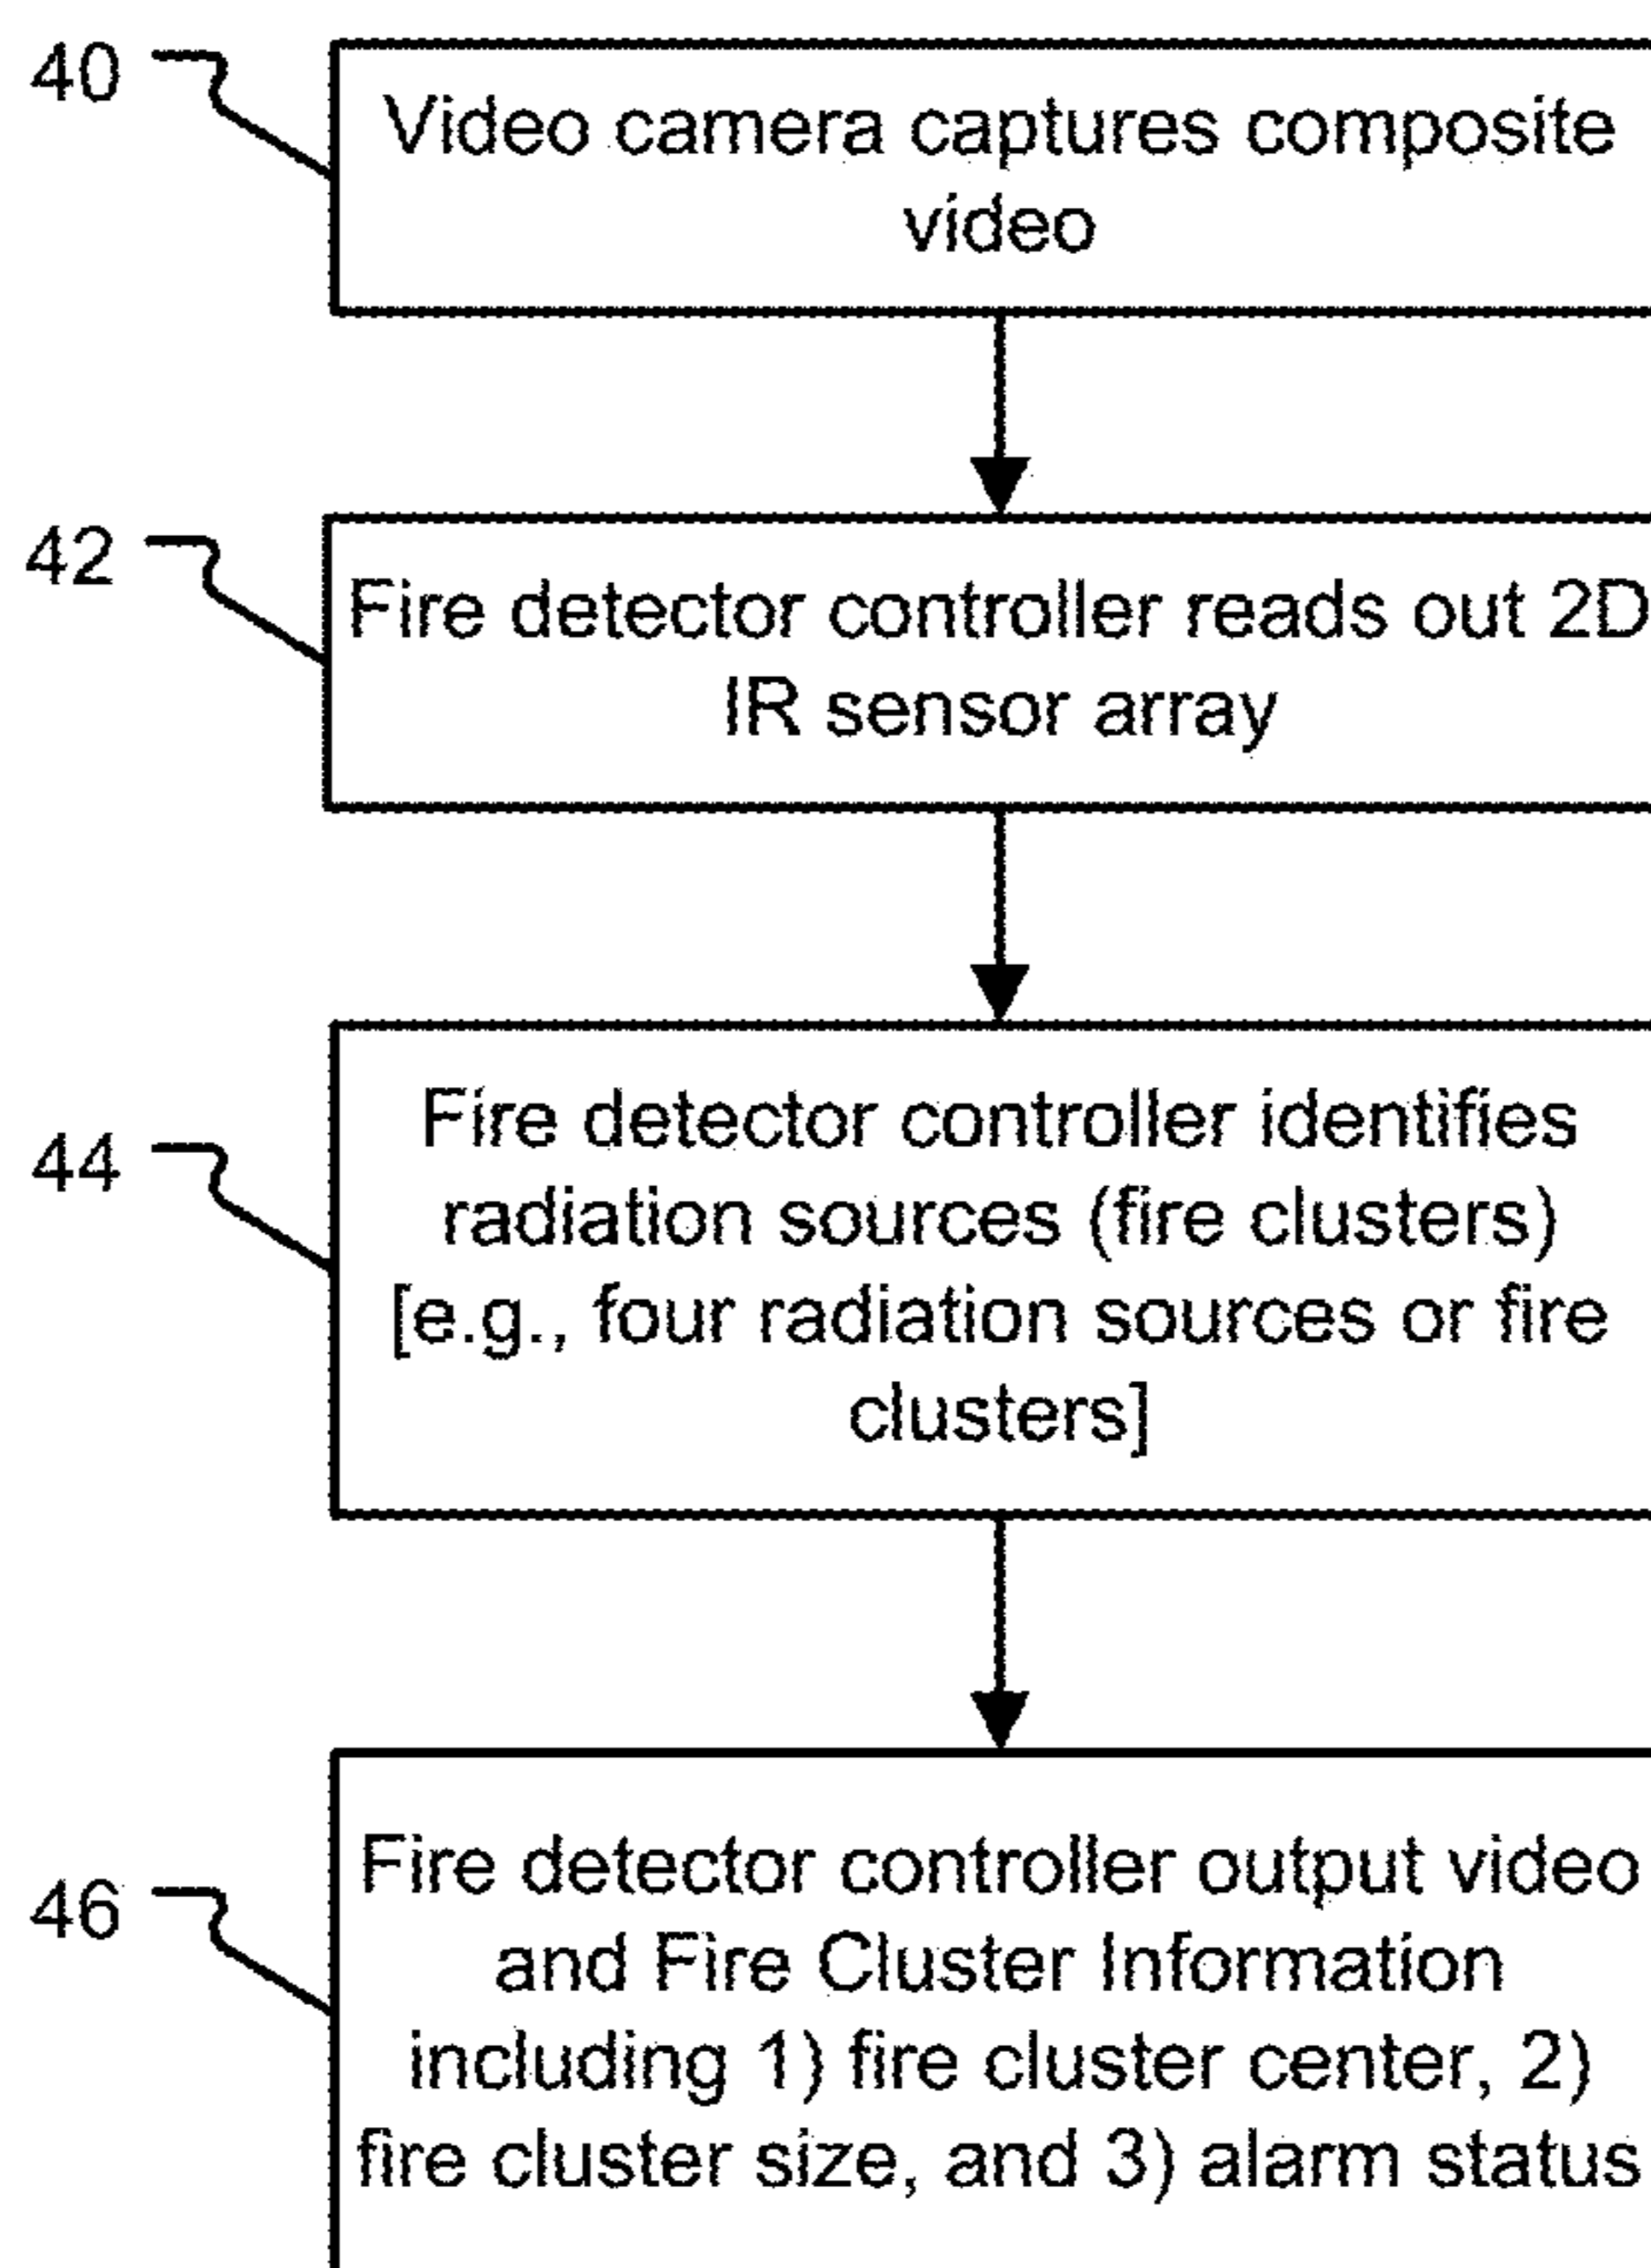 40
Video camera captures composite
video
42
Fire detector controller reads out 2D
IR sensor array
44
Fire detector controller identifies
radiation sources (fire clusters)
[e.g., four radiation sources or fire
clusters]
46
Fire detector controller output video
and Fire Cluster Information
including 1) fire cluster center, 2)
fire cluster size, and 3) alarm status